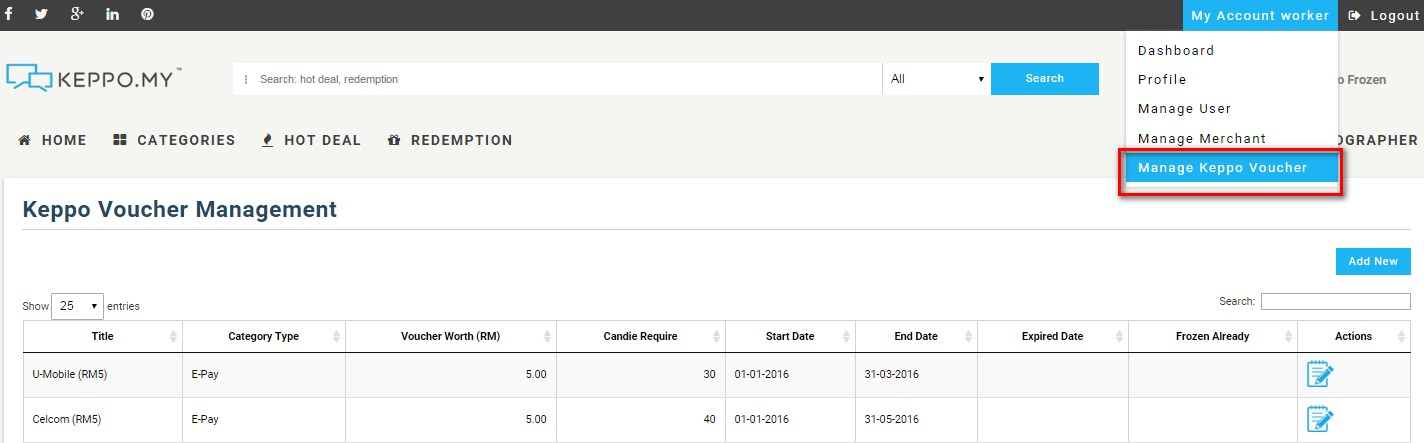 My Account worker Logout
Dashboard
KEPPO.MY™ Search: hot deal, redemption All Search Profile o Frozen
Manage User
HOME CATEGORIES HOT DEAL REDEMPTION Manage Merchant OGRAPHER
Manage Keppo Voucher
Keppo Voucher Management
Add New
Show 25 entries Search:
Title Category Type Voucher Worth (RM) Candie Require Start Date End Date Expired Date Frozen Already Actions
U-Mobile (RM5) E-Pay 5.00 30 01-01-2016 31-03-2016
Celcom (RM5) E-Pay 5.00 40 01-01-2016 31-05-2016